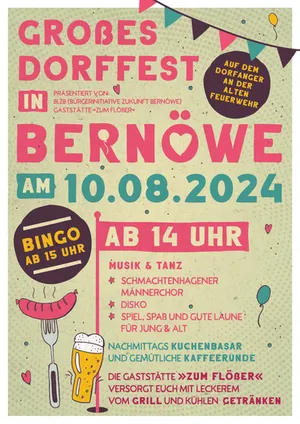 GROẞES
DORFFEST
IN
PRÄSENTIERT VON:
BLZB (BÜRGERINITIATIVE ZUKUNFT BERNÖWE)
GASTSTÄTTE »ZUM FLÖẞER«
AUF DEM
DORFANGER
AN DER
ALTEN
FEUERWEHR
BERNÖWE
AM 10.08.2024
BINGO
AB 15 UHR
AB 14 UHR
MUSIK & TANZ
SCHMACHTENHAGENER
MÄNNERCHOR
DISKO
SPIEL, SPAẞ UND GUTE LAUNE
FÜR JUNG & ALT
NACHMITTAGS KUCHENBASAR
UND GEMÜTLICHE KAFFEERUNDE
DIE GASTSTÄTTE »ZUM FLÖẞER«
VERSORGT EUCH MIT LECKEREM
VOM GRILL UND KÜHLEN GETRÄNKEN